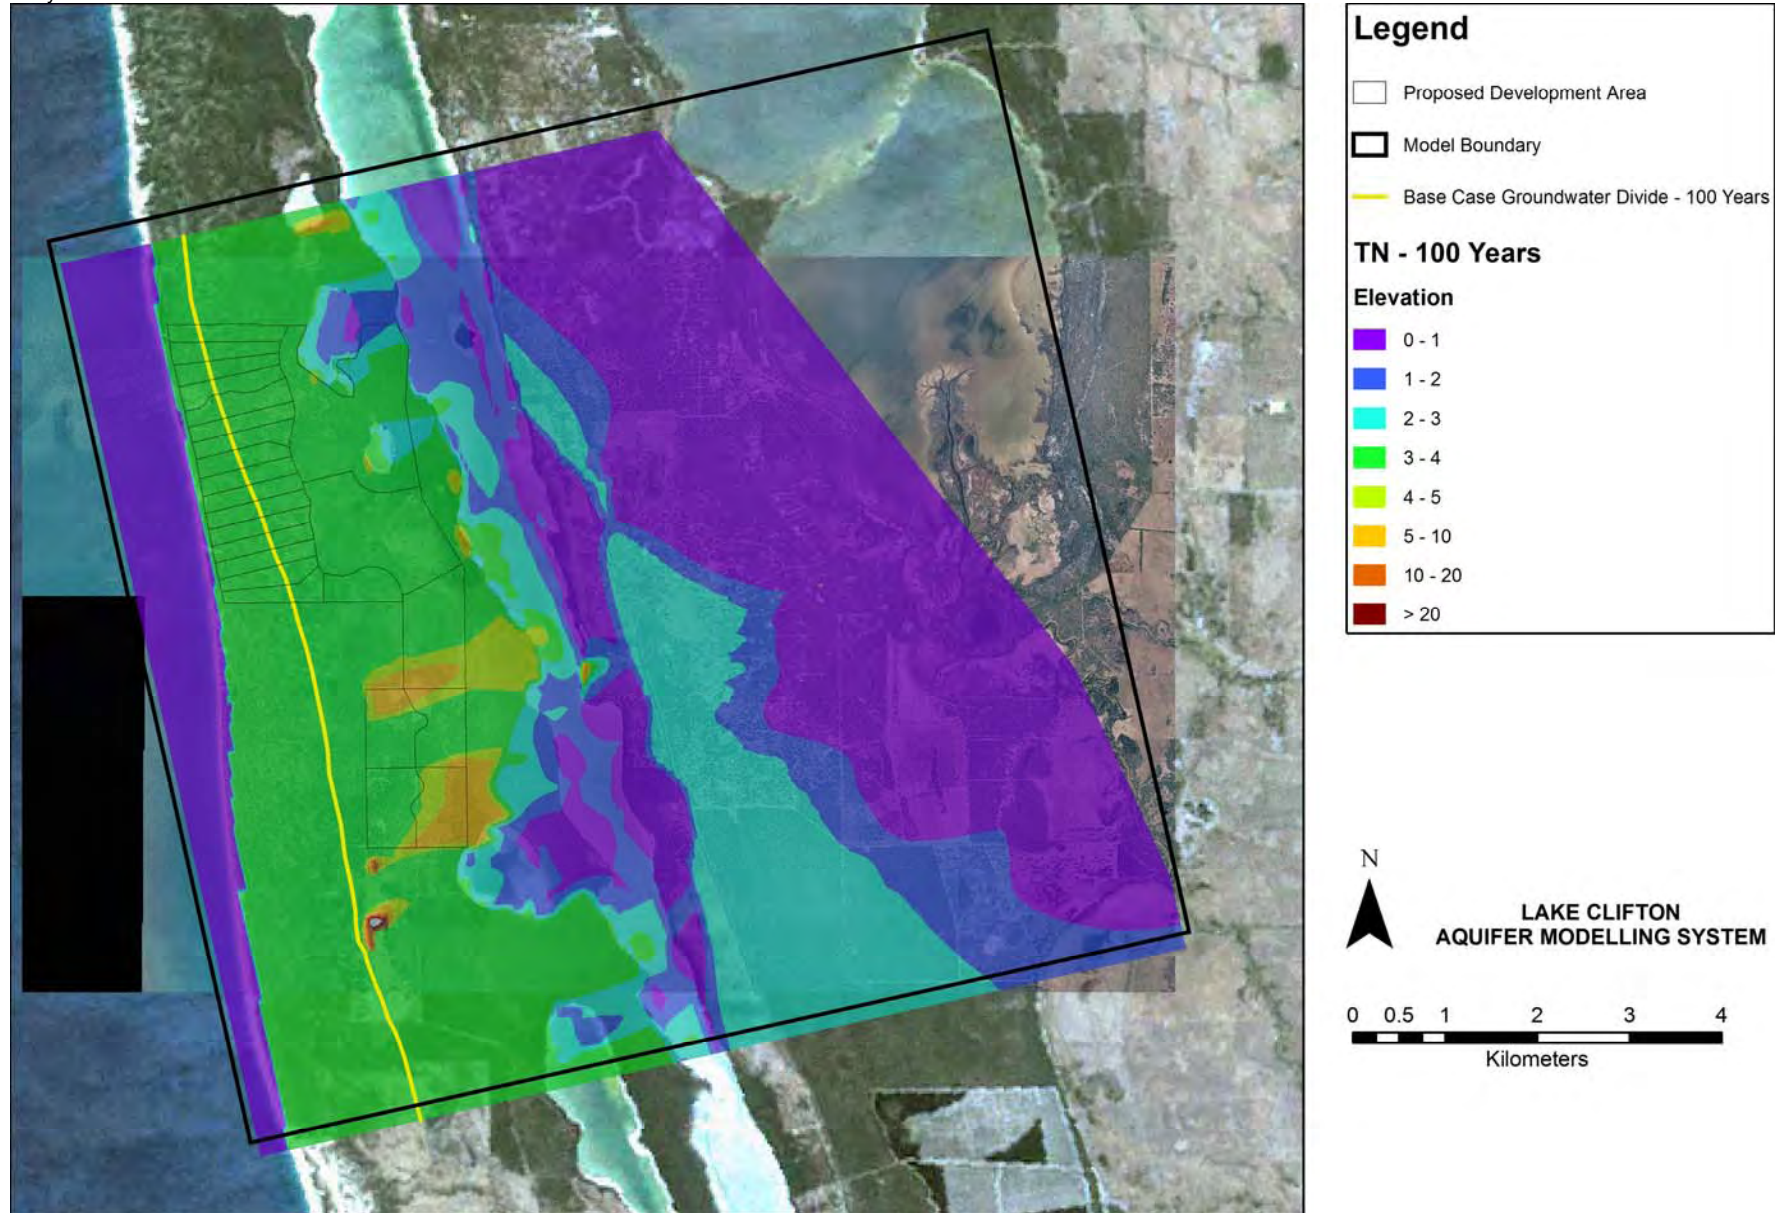 Legend
Proposed Development Area
Model Boundary
Base Case Groundwater Divide - 100 Years
TN - 100 Years
Elevation
0 - 1
1 - 2
2 - 3
3 - 4
4 - 5
5 - 10
10 - 20
> 20
N
LAKE CLIFTON
AQUIFER MODELLING SYSTEM
0 0.5 1 2 3 4
Kilometers